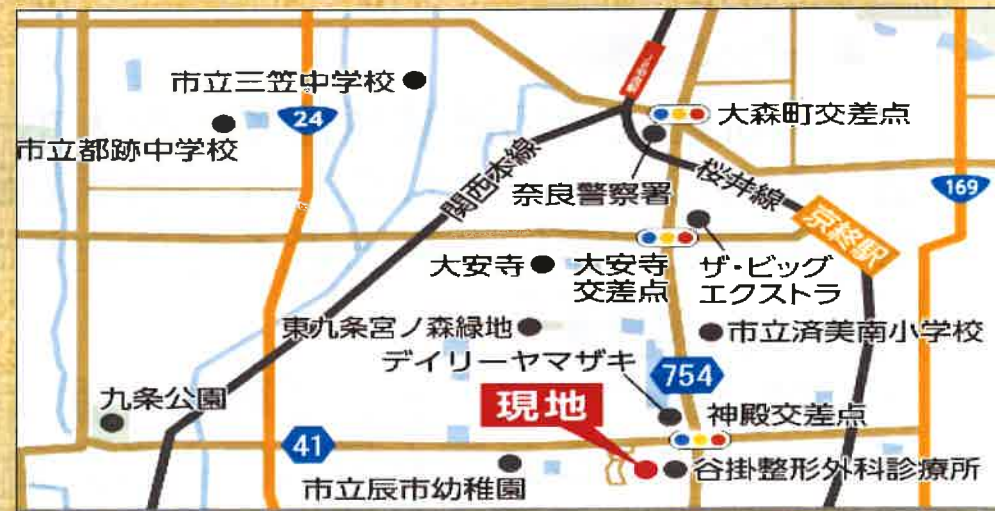 市立三笠中学校
大森町交差点
24
市立都跡中学校
関西本線
桜井線
奈良警察署
169
京終駅
大安寺
大安寺
交差点
ザ・ビッグ
エクストラ
東九条宮ノ森緑地
市立済美南小学校
デイリーヤマザキ
754
九条公園
現地
神殿交差点
41
市立辰市幼稚園
谷掛整形外科診療所